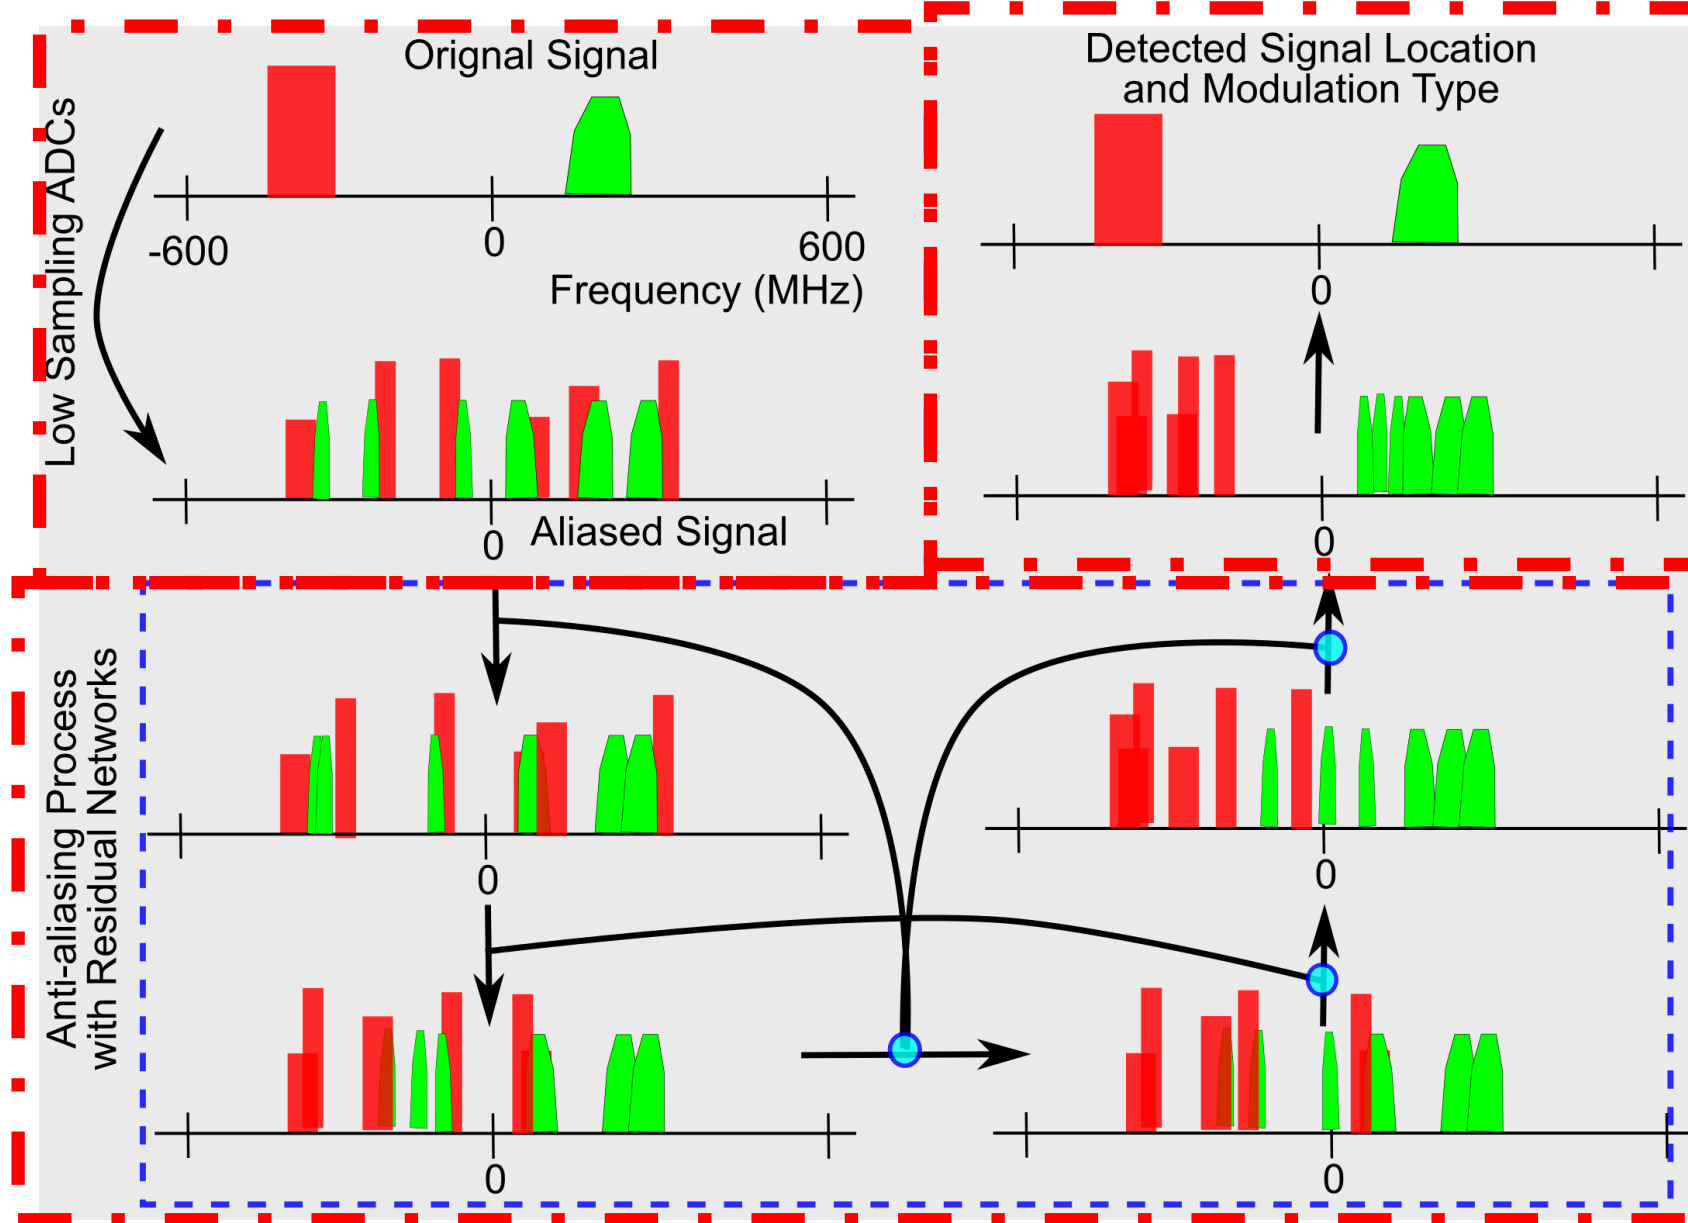 Orignal Signal
Low Sampling ADCs
-600
0
600
Frequency (MHz)
0
Aliased Signal
Detected Signal Location
and Modulation Type
0
0
Anti-aliasing Process
with Residual Networks
0
0
0
0